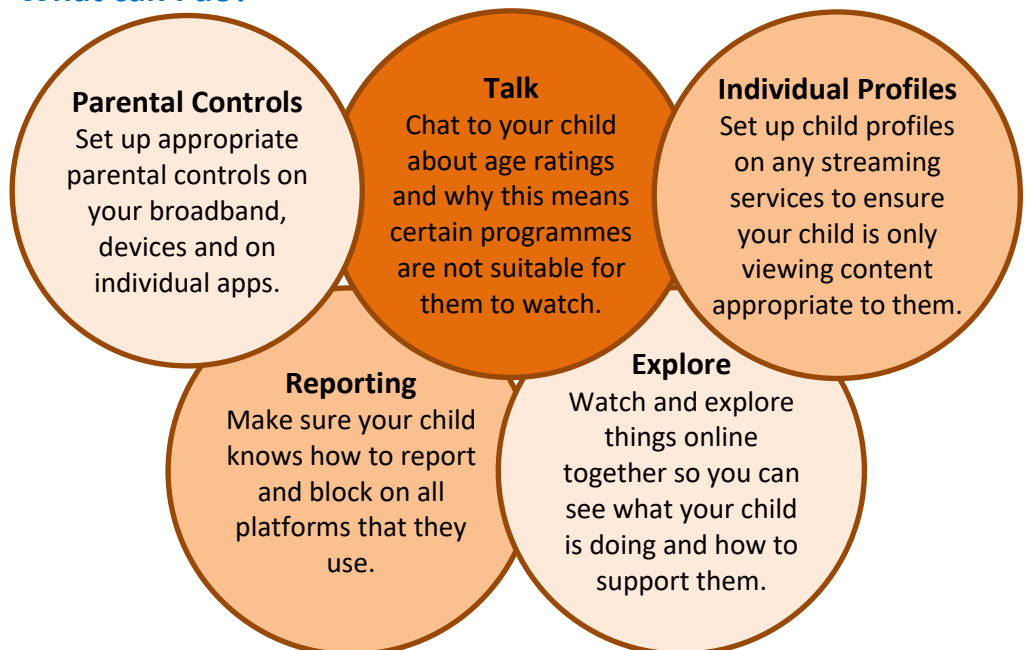 Parental Controls
Set up appropriate
parental controls on
your broadband,
devices and on
individual apps.
Talk
Chat to your child
about age ratings
and why this means
certain programmes
are not suitable for
them to watch.
Individual Profiles
Set up child profiles
on any streaming
services to ensure
your child is only
viewing content
appropriate to them.
Reporting
Make sure your child
knows how to report
and block on all
platforms that they
use.
Explore
Watch and explore
things online
together so you can
see what your child
is doing and how to
support them.